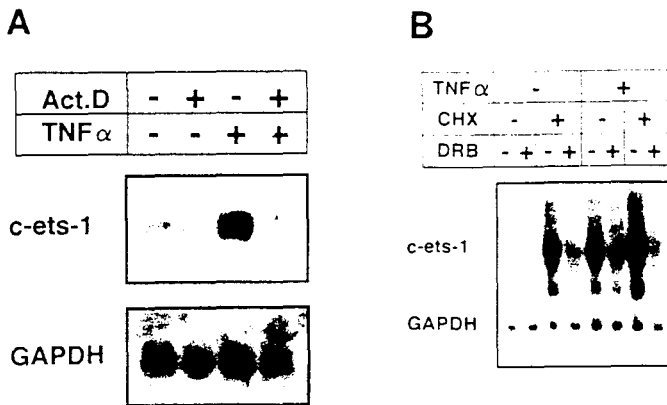 A
Act.D - + - +
TNFα - - + +
c-ets-1
GAPDH
B
TNFα - +
CHX - + - +
DRB - + - + - + - +
c-ets-1
GAPDH